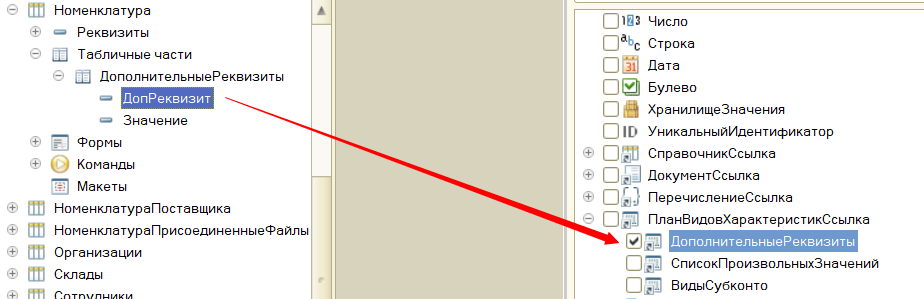 Номенклатура
Реквизиты
Табличные части
ДополнительныеРеквизиты
ДопРеквизит
Значение
Формы
Команды
Макеты
НоменклатураПоставщика
НоменклатураПрисоединенныеФайлы
Организации
Склады
Сотрудники
123 Число
abc Строка
31 Дата
Булево
ХранилищеЗначения
ID УникальныйИдентификатор
СправочникСсылка
ДокументСсылка
ПеречислениеСсылка
ПланВидовХарактеристикСсылка
ДополнительныеРеквизиты
СписокПроизвольныхЗначений
ВидыСубконто